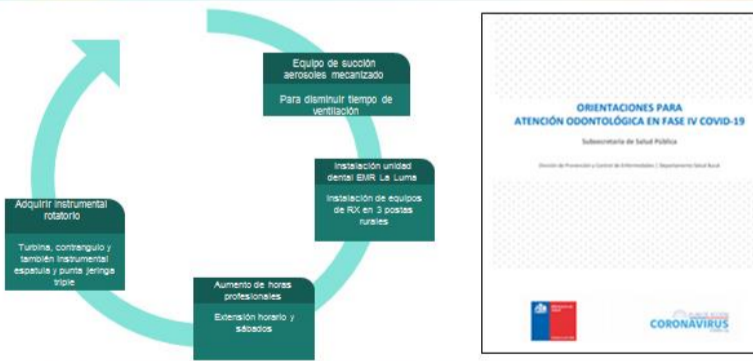 Equipo de succión
aerosoles mecanizado
Para disminuir tiempo de
ventilación
Instalación unidad
dental EMR La Luma
Instalación de equipos
de RX en 3 postas
rurales
Aumento de horas
profesionales
Extensión horario y
sábados
Adquirir instrumental
rotatorio
Turbina, contrangulo y
también instrumental
espatula y punta jeringa
triple
ORIENTACIONES PARA
ATENCIÓN ODONTOLÓGICA EN FASE IV COVID-19
Subsecretaría de Salud Pública
División de Prevención y Control de Enfermedades | Departamento Salud Bucal
CORONAVIRUS